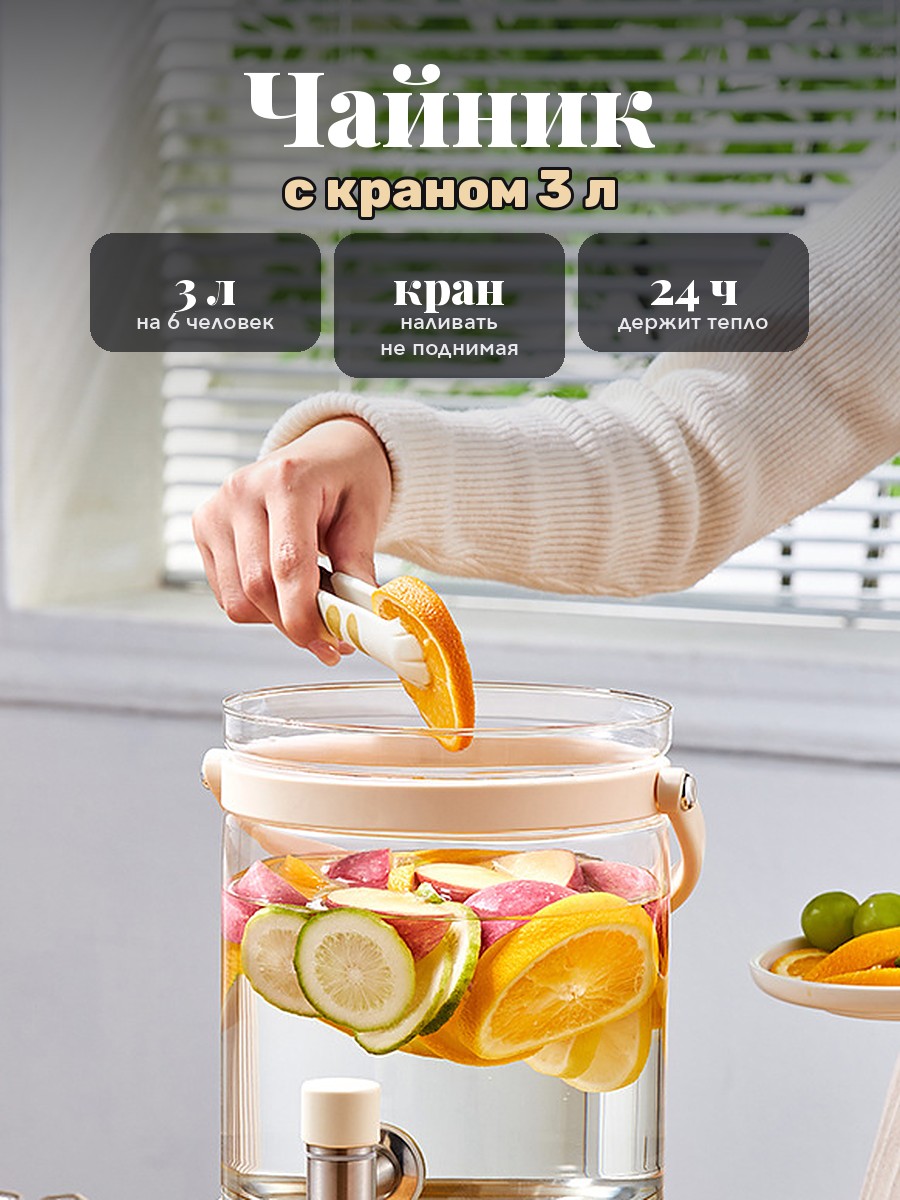 Чайник
с краном 3 л
3 л
на 6 человек
кран
наливать
не поднимая
24 ч
держит тепло